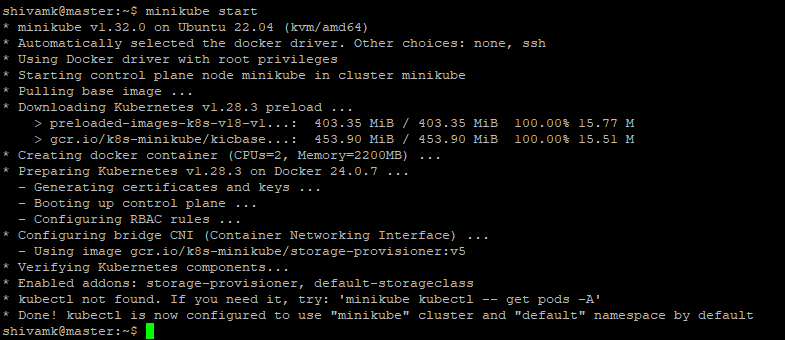 shivamk@master:~$ minikube start
* minikube v1.32.0 on Ubuntu 22.04 (kvm/amd64)
* Automatically selected the docker driver. Other choices: none, ssh
* Using Docker driver with root privileges
* Starting control plane node minikube in cluster minikube
* Pulling base image ...
* Downloading Kubernetes v1.28.3 preload ...
    > preloaded-images-k8s-v18-v1...:  403.35 MiB / 403.35 MiB  100.00% 15.77 M
    > gcr.io/k8s-minikube/kicbase...:  453.90 MiB / 453.90 MiB  100.00% 15.51 M
* Creating docker container (CPUs=2, Memory=2200MB) ...
* Preparing Kubernetes v1.28.3 on Docker 24.0.7 ...
  - Generating certificates and keys ...
  - Booting up control plane ...
  - Configuring RBAC rules ...
* Configuring bridge CNI (Container Networking Interface) ...
  - Using image gcr.io/k8s-minikube/storage-provisioner:v5
* Verifying Kubernetes components...
* Enabled addons: storage-provisioner, default-storageclass
* kubectl not found. If you need it, try: 'minikube kubectl -- get pods -A'
* Done! kubectl is now configured to use "minikube" cluster and "default" namespace by default
shivamk@master:~$